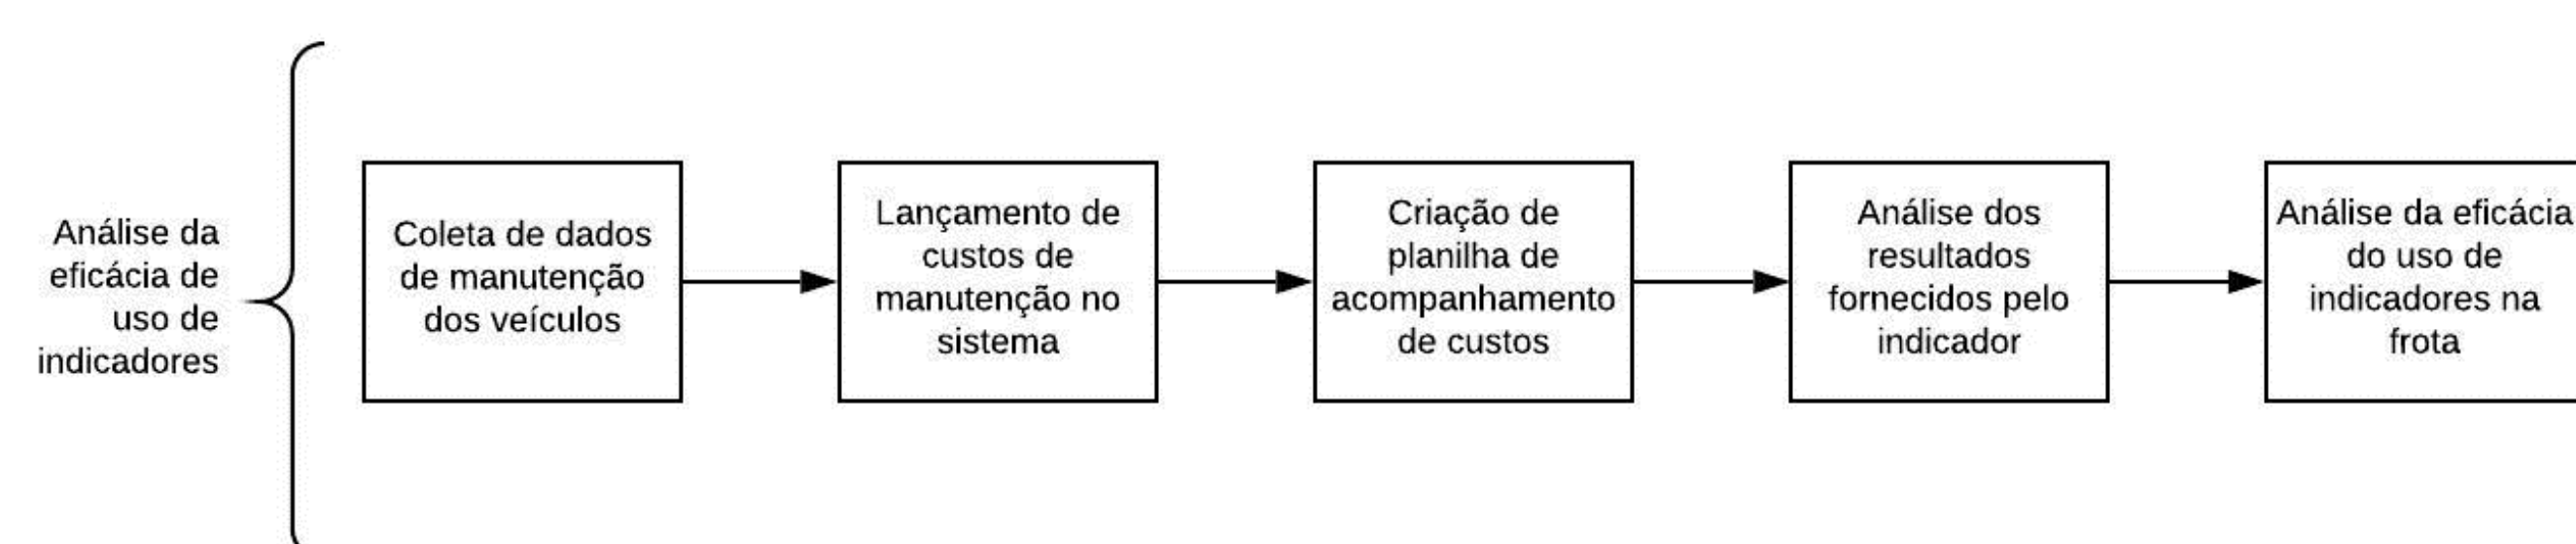 Análise da
eficácia de
uso de
indicadores
Coleta de dados
de manutenção
dos veículos
Lançamento de
custos de
manutenção no
sistema
Criação de
planilha de
acompanhamento
de custos
Análise dos
resultados
fornecidos pelo
indicador
Análise da eficácia
do uso de
indicadores na
frota